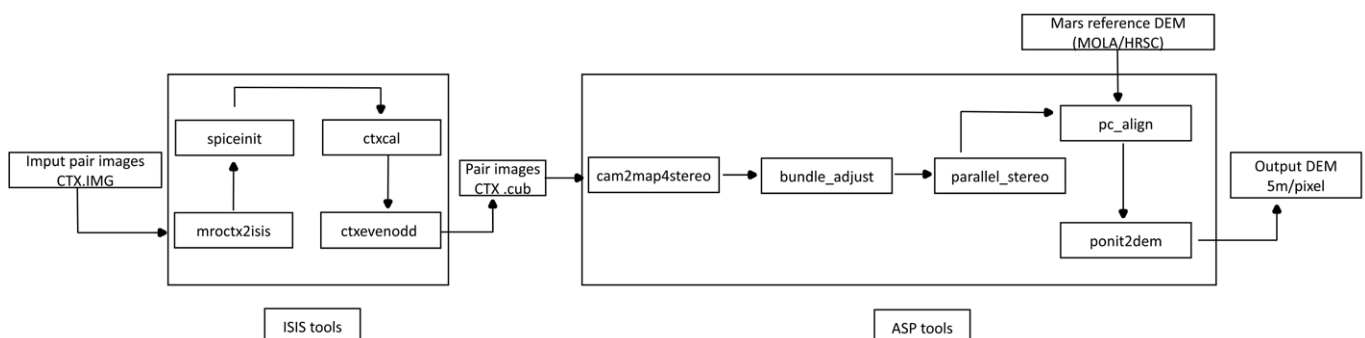 Mars reference DEM
(MOLA/HRSC)
spiceinit
ctxcal
pc_align
Imput pair images
CTX.IMG
Pair images
CTX .cub
cam2map4stereo
bundle_adjust
parallel_stereo
Output DEM
5m/pixel
mroctx2isis
ctxevenodd
ponit2dem
ISIS tools
ASP tools